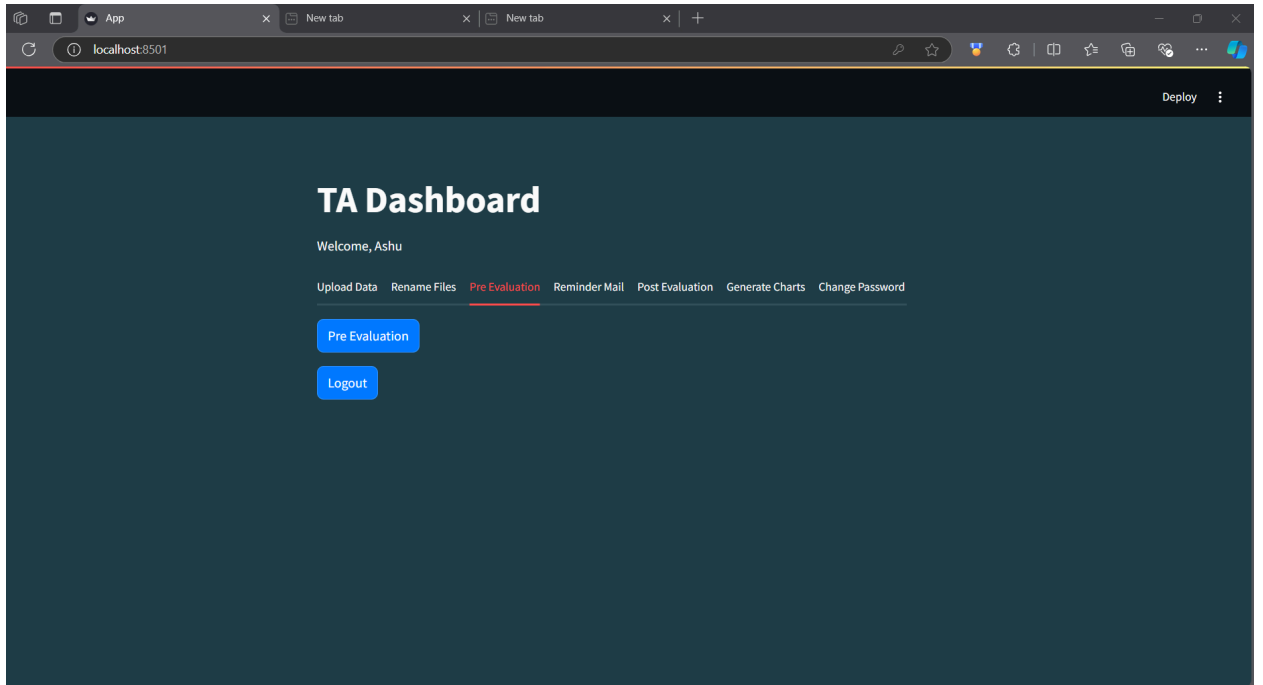 App
New tab
New tab
localhost:8501
Deploy
TA Dashboard
Welcome, Ashu
Upload Data Rename Files Pre Evaluation Reminder Mail Post Evaluation Generate Charts Change Password
Pre Evaluation
Logout